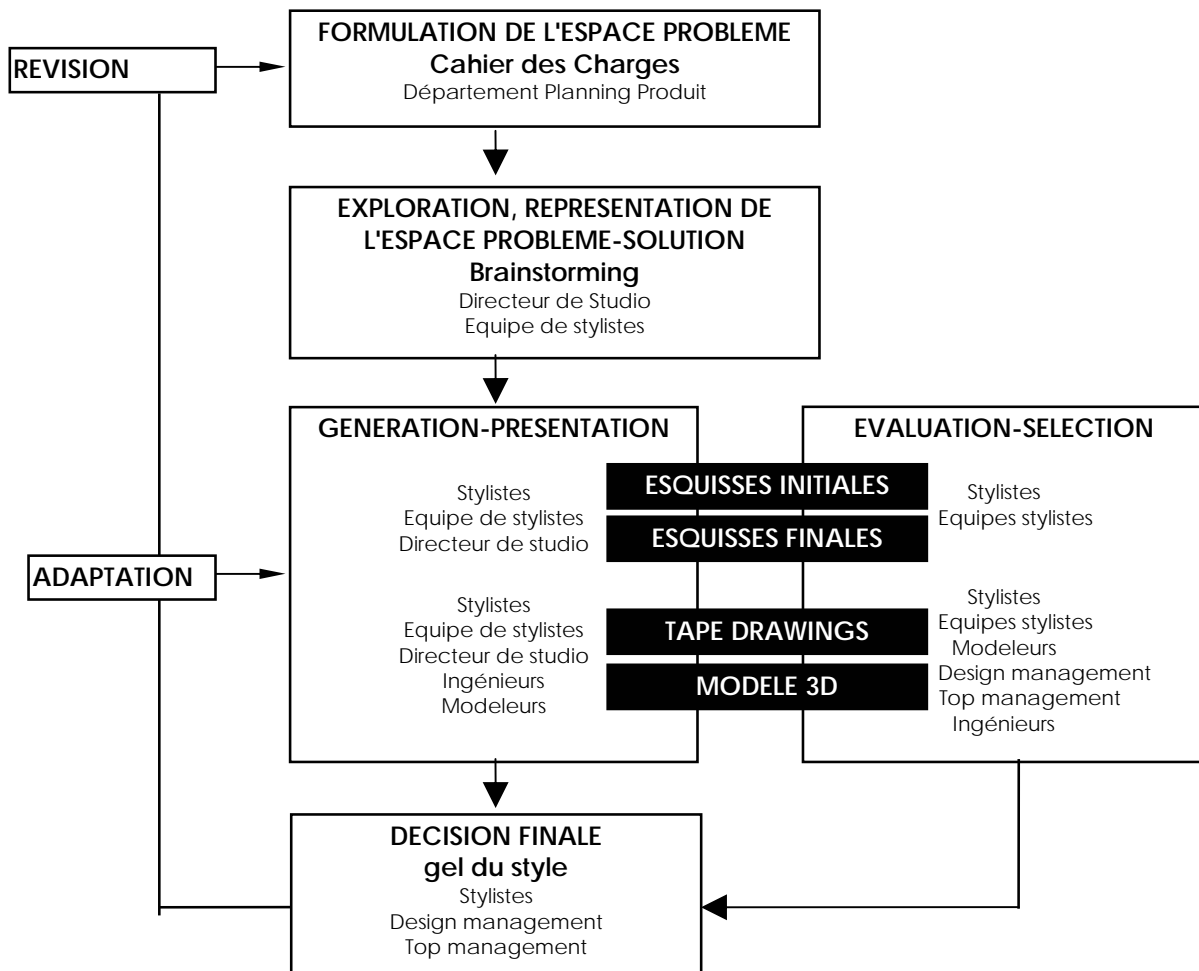 FORMULATION DE L'ESPACE PROBLEME
Cahier des Charges
Département Planning Produit
REVISION
EXPLORATION, REPRESENTATION DE
L'ESPACE PROBLEME-SOLUTION
Brainstorming
Directeur de Studio
Equipe de stylistes
GENERATION-PRESENTATION
Stylistes
Equipe de stylistes
Directeur de studio
Stylistes
Equipe de stylistes
Directeur de studio
Ingénieurs
Modeleurs
ESQUISSES INITIALES
ESQUISSES FINALES
TAPE DRAWINGS
MODELE 3D
EVALUATION-SELECTION
Stylistes
Equipes stylistes
Stylistes
Equipes stylistes
Modeleurs
Design management
Top management
Ingénieurs
ADAPTATION
DECISION FINALE
gel du style
Stylistes
Design management
Top management